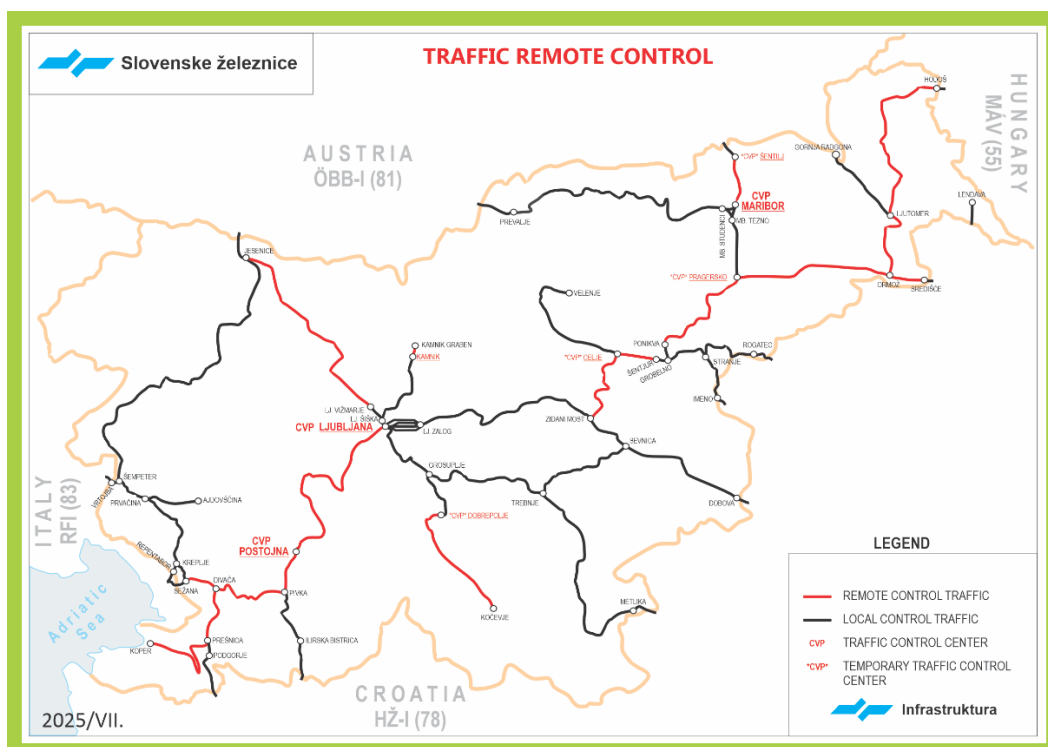 Slovenske železnice
TRAFFIC REMOTE CONTROL
HUNGARY
MÁV (55)
AUSTRIA
ÖBB-I (81)
ITALY
RFI (83)
CROATIA
HŽ-I (78)
Adriatic
Sea
HODOŠ
GORNJA RADGONA
LENDAVA
LJUTOMER
ORMOŽ
SREDIŠČE
"CVP" ŠENTILJ
CVP
MARIBOR
MB. TEZNO
MB. STUDENCI
PREVALJE
"CVP" PRAGERSKO
JESENICE
VELENJE
KAMNIK GRABEN
KAMNIK
PONIKVA
ROGATEC
"CVP" CELJE
ŠENTJUR
GROBELNO
STRANJE
IMENO
LJ. VIŽMARJE
LJ. ŠIŠKA
CVP LJUBLJANA
LJ. ZALOG
ZIDANI MOST
SEVNICA
GROSUPLJE
TREBNJE
DOBOVA
ŠEMPETER
VRTOJBA
PRVAČINA
AJDOVŠČINA
"CVP" DOBREPOLJE
CVP
POSTOJNA
REPENTABOR
KREPLJE
SEŽANA
DIVAČA
PIVKA
KOČEVJE
METLIKA
KOPER
PREŠNICA
PODGORJE
ILIRSKA BISTRICA
LEGEND
REMOTE CONTROL TRAFFIC
LOCAL CONTROL TRAFFIC
CVP TRAFFIC CONTROL CENTER
"CVP" TEMPORARY TRAFFIC CONTROL
CENTER
Infrastruktura
2025/VII.